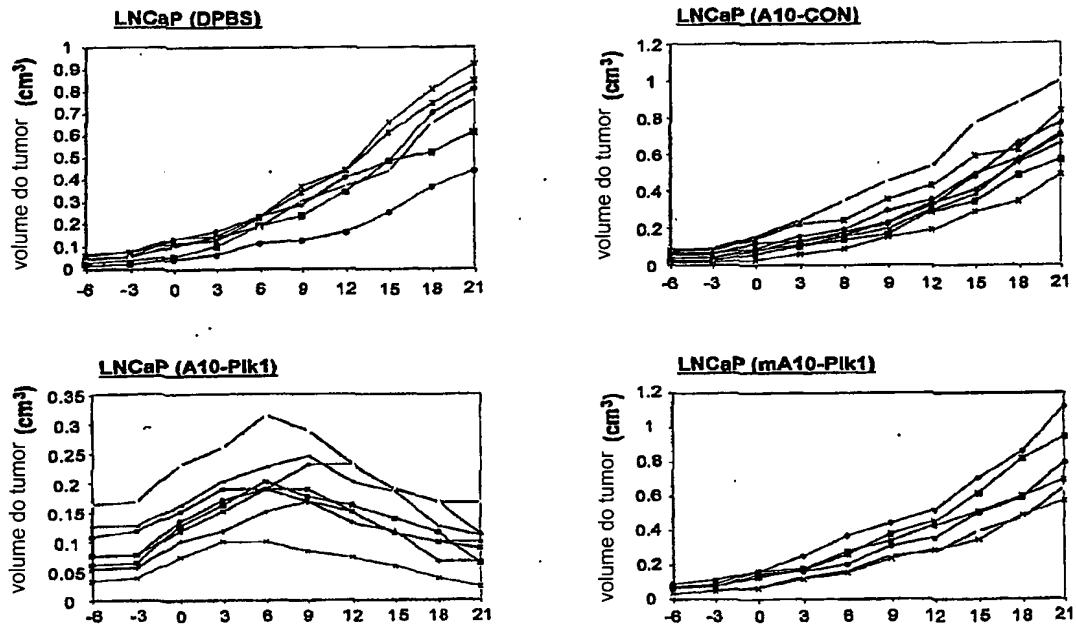 LNCaP (DPBS)
volume do tumor (cm³)
1
0.9
0.8
0.7
0.6
0.5
0.4
0.3
0.2
0.1
0
-6 -3 0 3 6 9 12 15 18 21
LNCaP (A10-CON)
volume do tumor (cm³)
1.2
1
0.8
0.6
0.4
0.2
0
-6 -3 0 3 6 9 12 15 18 21
LNCaP (A10-Plk1)
volume do tumor (cm³)
0.35
0.3
0.25
0.2
0.15
0.1
0.05
0
-6 -3 0 3 6 9 12 15 18 21
LNCaP (mA10-Plk1)
volume do tumor (cm³)
1.2
1
0.8
0.6
0.4
0.2
0
-6 -3 0 3 6 9 12 15 18 21